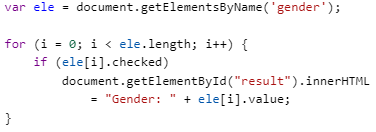 var ele = document.getElementsByName('gender');

for (i = 0; i < ele.length; i++) {
    if (ele[i].checked)
        document.getElementById("result").innerHTML
            = "Gender: " + ele[i].value;
}